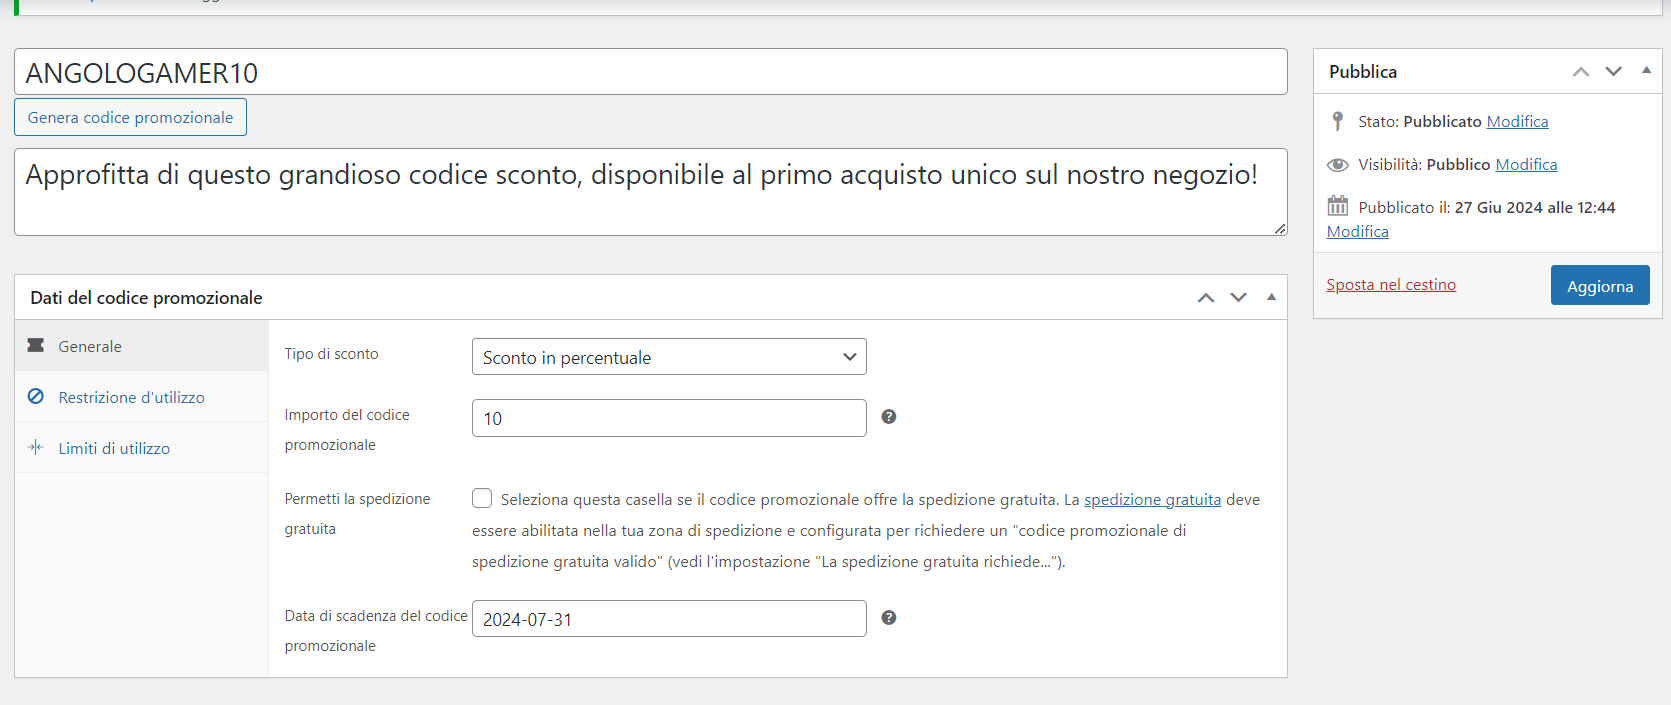 ANGOLOGAMER10
Genera codice promozionale
Approfitta di questo grandioso codice sconto, disponibile al primo acquisto unico sul nostro negozio!
Dati del codice promozionale
Generale
Restrizione d'utilizzo
Limiti di utilizzo
Tipo di sconto
Sconto in percentuale
Importo del codice
promozionale
10
Permetti la spedizione
gratuita
Seleziona questa casella se il codice promozionale offre la spedizione gratuita. La spedizione gratuita deve
essere abilitata nella tua zona di spedizione e configurata per richiedere un "codice promozionale di
spedizione gratuita valido" (vedi l'impostazione "La spedizione gratuita richiede...").
Data di scadenza del codice
promozionale
2024-07-31
Pubblica
Stato: Pubblicato Modifica
Visibilità: Pubblico Modifica
Pubblicato il: 27 Giu 2024 alle 12:44
Modifica
Sposta nel cestino
Aggiorna